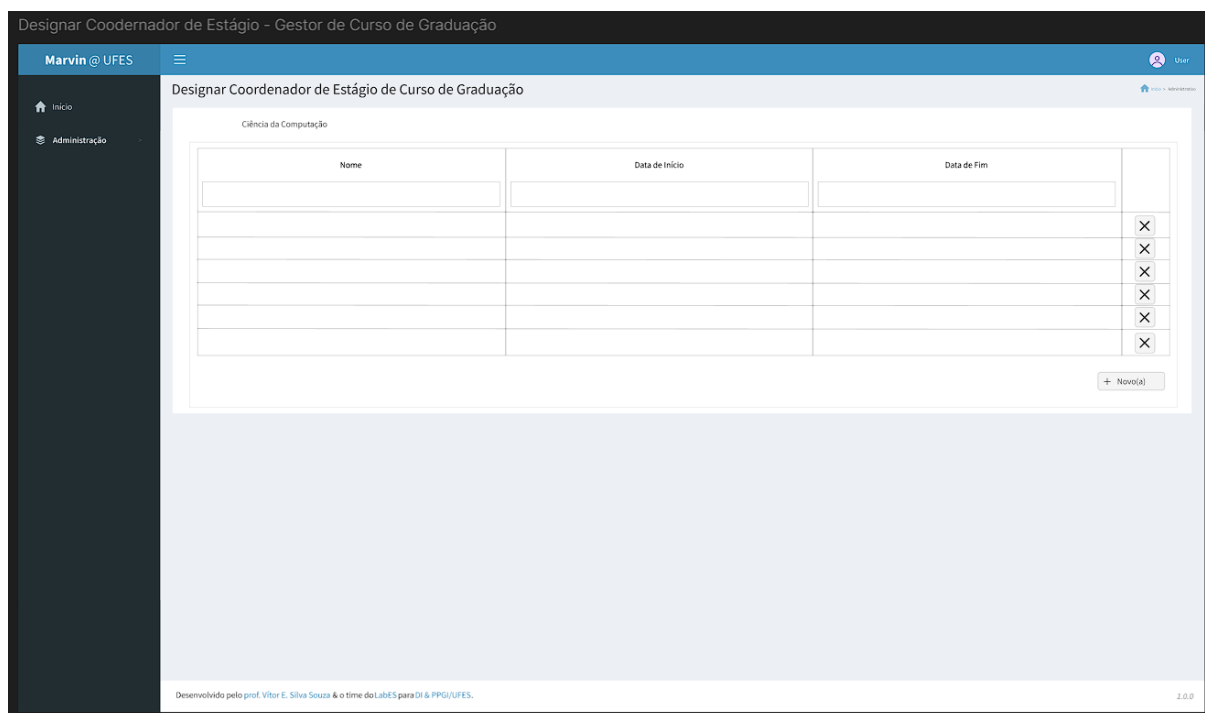 Designar Coodernador de Estágio - Gestor de Curso de Graduação
Marvin @ UFES
User
Designar Coordenador de Estágio de Curso de Graduação
Início > Administração
Início
Administração
Ciência da Computação
Nome Data de Início Data de Fim
+ Novo(a)
Desenvolvido pelo prof. Vítor E. Silva Souza & o time do LabES para DI & PPGI/UFES.
1.0.0